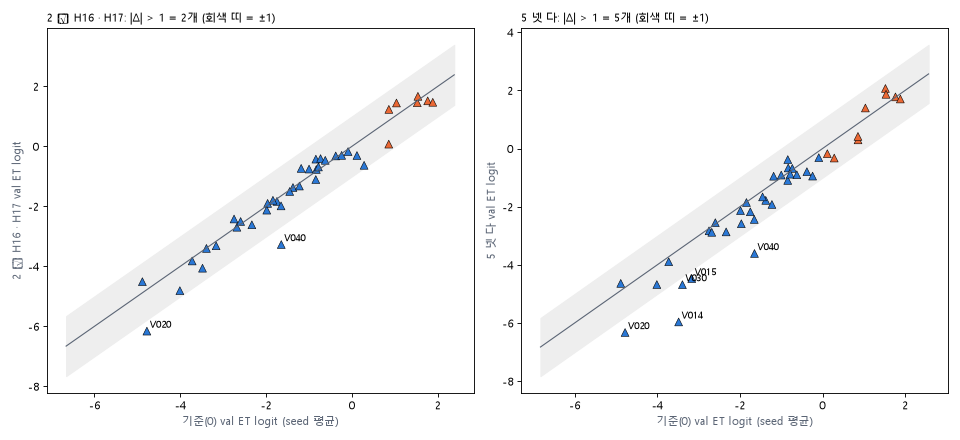 2 H16 · H17: |Δ| > 1 = 2개 (회색 띠 = ±1)
2 H16 · H17 val ET logit
2
0
-2
-4
-6
-8
V040
V020
-6
-4
-2
0
2
기준(0) val ET logit (seed 평균)
5 넷 다: |Δ| > 1 = 5개 (회색 띠 = ±1)
5 넷 다 val ET logit
4
2
0
-2
-4
-6
-8
V040
V015
V030
V014
V020
-6
-4
-2
0
2
기준(0) val ET logit (seed 평균)